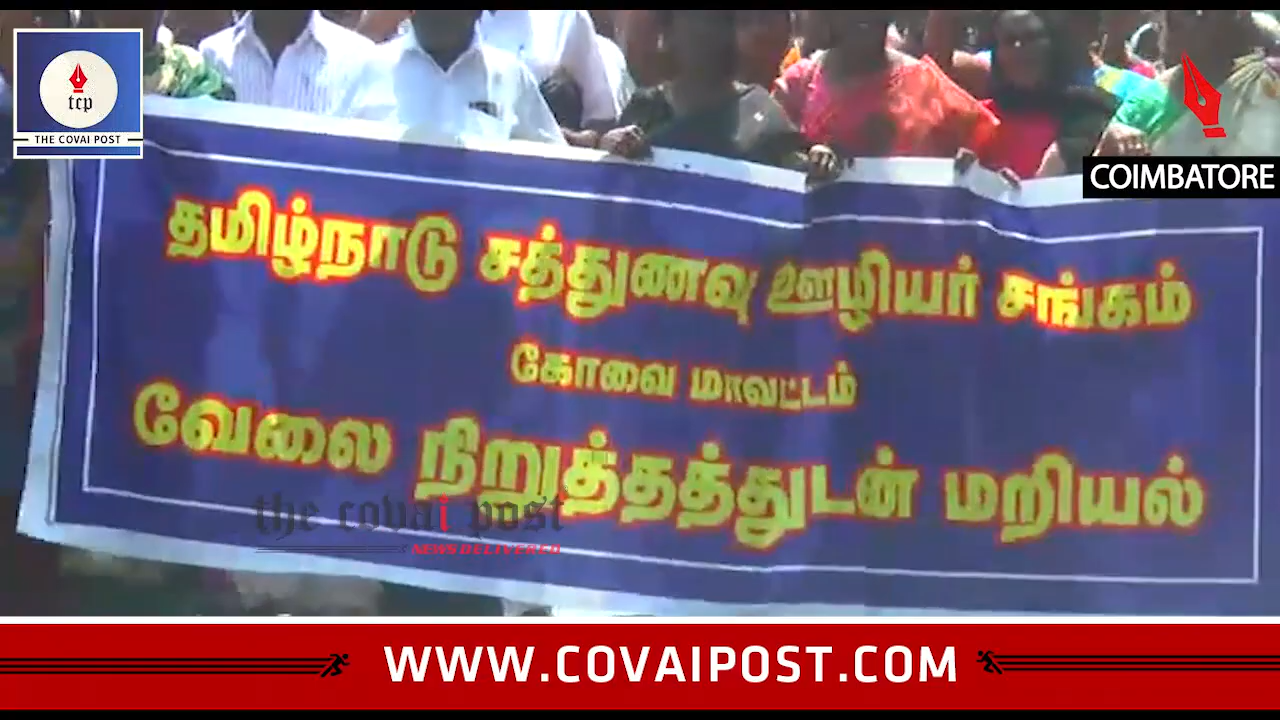 tcp
THE COVAI POST
COIMBATORE
தமிழ்நாடு சத்துணவு ஊழியர் சங்கம்
கோவை மாவட்டம்
வேலை நிறுத்தத்துடன் மறியல்
the covai post
NEWS DELIVERED
WWW.COVAIPOST.COM